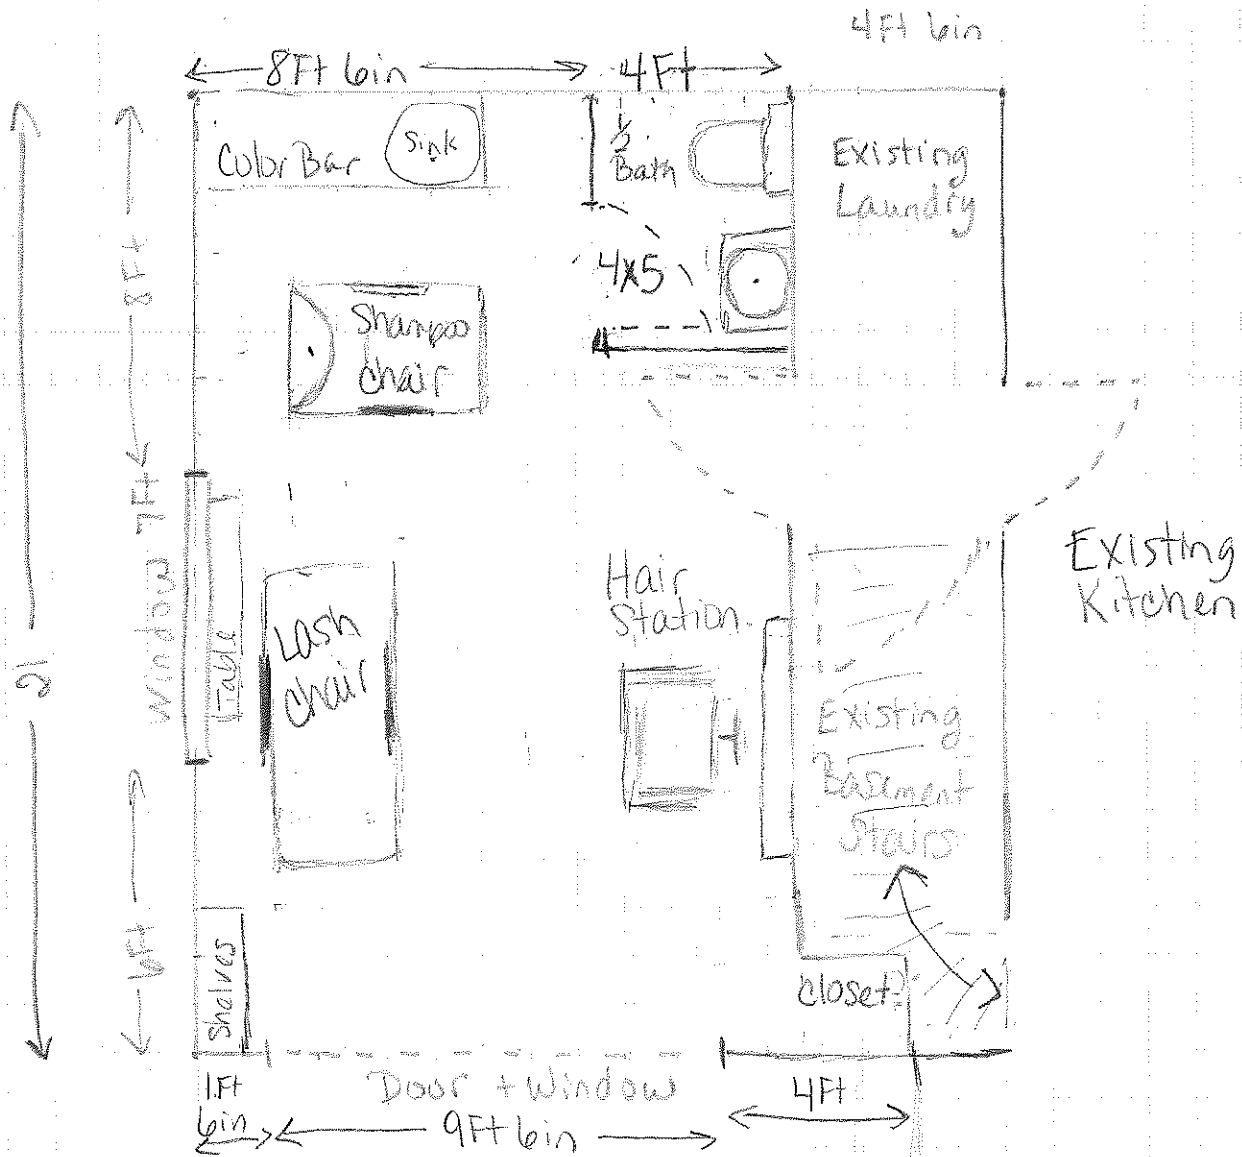 4Ft 6in
8Ft 6in
4Ft
Color Bar
Sink
1/2
Bath
Existing
Laundry
4x5
8Ft
Shampoo
chair
Window 7Ft
Table
Lash
chair
Hair
Station
Existing
Kitchen
21
Existing
Basement
Stairs
6Ft
Shelves
Closet?
1Ft
6in
Door + Window
9Ft 6in
4Ft